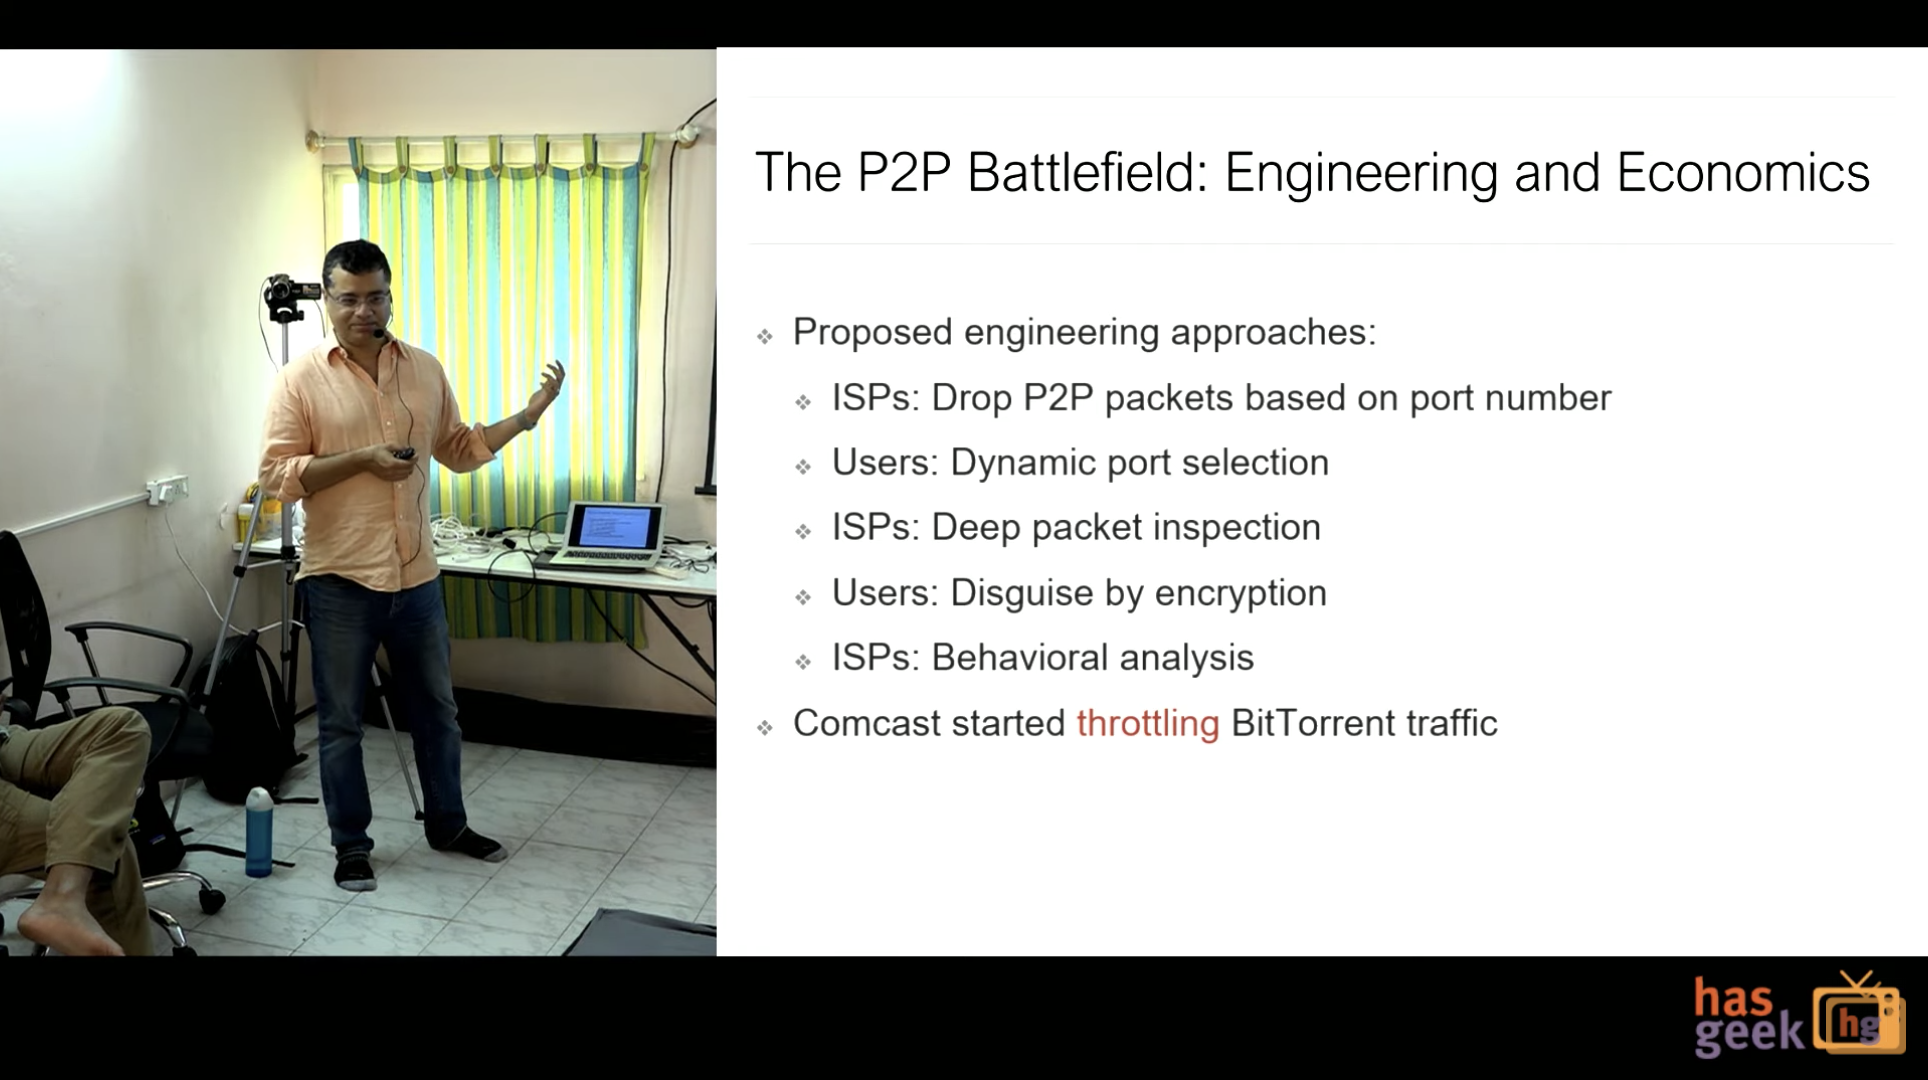 The P2P Battlefield: Engineering and Economics
Proposed engineering approaches:
ISPs: Drop P2P packets based on port number
Users: Dynamic port selection
ISPs: Deep packet inspection
Users: Disguise by encryption
ISPs: Behavioral analysis
Comcast started throttling BitTorrent traffic
has
geek
hg